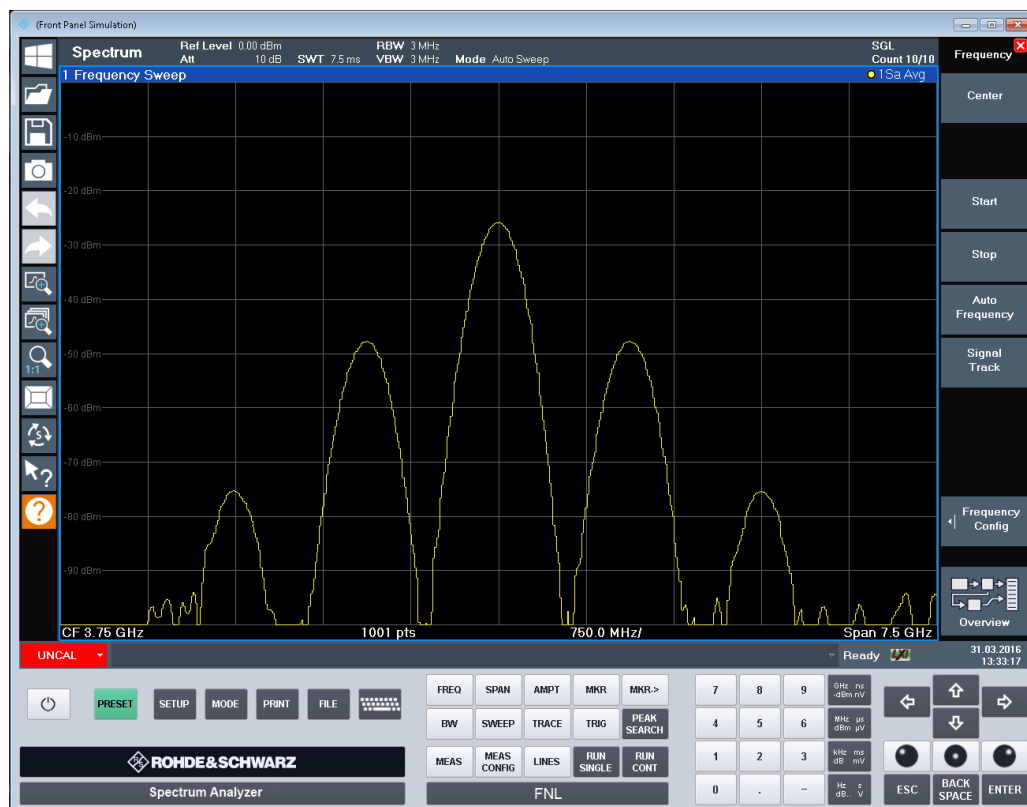 (Front Panel Simulation)
Spectrum
Ref Level 0.00 dBm
RBW 3 MHz
SGL
Att 10 dB SWT 7.5 ms VBW 3 MHz Mode Auto Sweep
Count 10/10
Frequency
1 Frequency Sweep
1Sa Avg
Center
-10 dBm
-20 dBm
Start
-30 dBm
Stop
-40 dBm
Auto
Frequency
1:1
-50 dBm
Signal
Track
-60 dBm
-70 dBm
S
?
?
-80 dBm
Frequency
Config
-90 dBm
Overview
CF 3.75 GHz
1001 pts
750.0 MHz/
Span 7.5 GHz
UNCAL
Ready
LXI
31.03.2016
13:33:17
PRESET
SETUP
MODE
PRINT
FILE
FREQ
SPAN
AMPT
MKR
MKR->
BW
SWEEP
TRACE
TRIG
PEAK
SEARCH
MEAS
MEAS
CONFIG
LINES
RUN
SINGLE
RUN
CONT
7
8
9
GHz ns
-dBm nV
4
5
6
MHz µs
dBm µV
1
2
3
kHz ms
dB mV
0
.
-
Hz s
dB.. V
ESC
BACK
SPACE
ENTER
ROHDE&SCHWARZ
Spectrum Analyzer
FNL